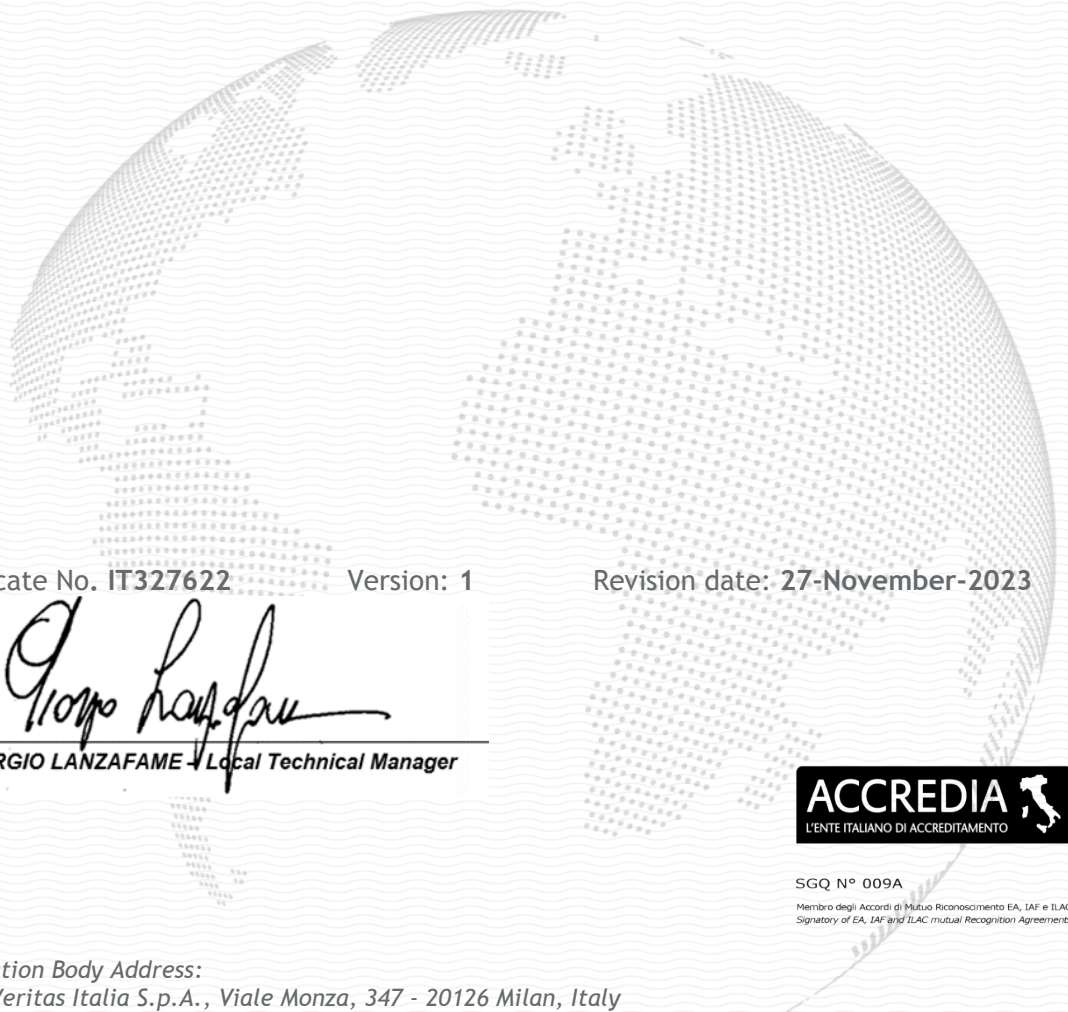 cate No. IT327622 Version: 1 Revision date: 27-November-2023
RGIO LANZAFAME - Local Technical Manager
ACCREDIA
L'ENTE ITALIANO DI ACCREDITAMENTO
SGQ N° 009A
Membro degli Accordi di Mutuo Riconoscimento EA, IAF e ILAC
Signatory of EA, IAF and ILAC mutual Recognition Agreements
tion Body Address:
Veritas Italia S.p.A., Viale Monza, 347 - 20126 Milan, Italy